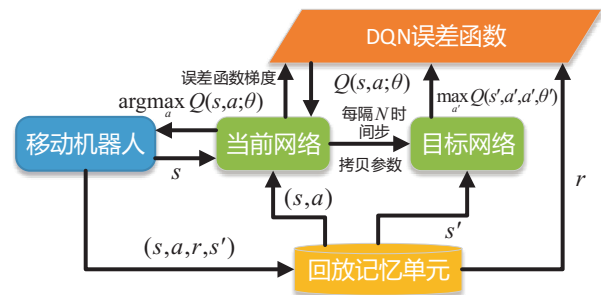 DQN误差函数
误差函数梯度
Q(s,a;θ)
max Q(s′,a′,a′,θ′)
a′
argmax Q(s,a;θ)
a
每隔N时
间步
移动机器人
当前网络
目标网络
s
拷贝参数
r
(s,a)
s′
(s,a,r,s′)
回放记忆单元